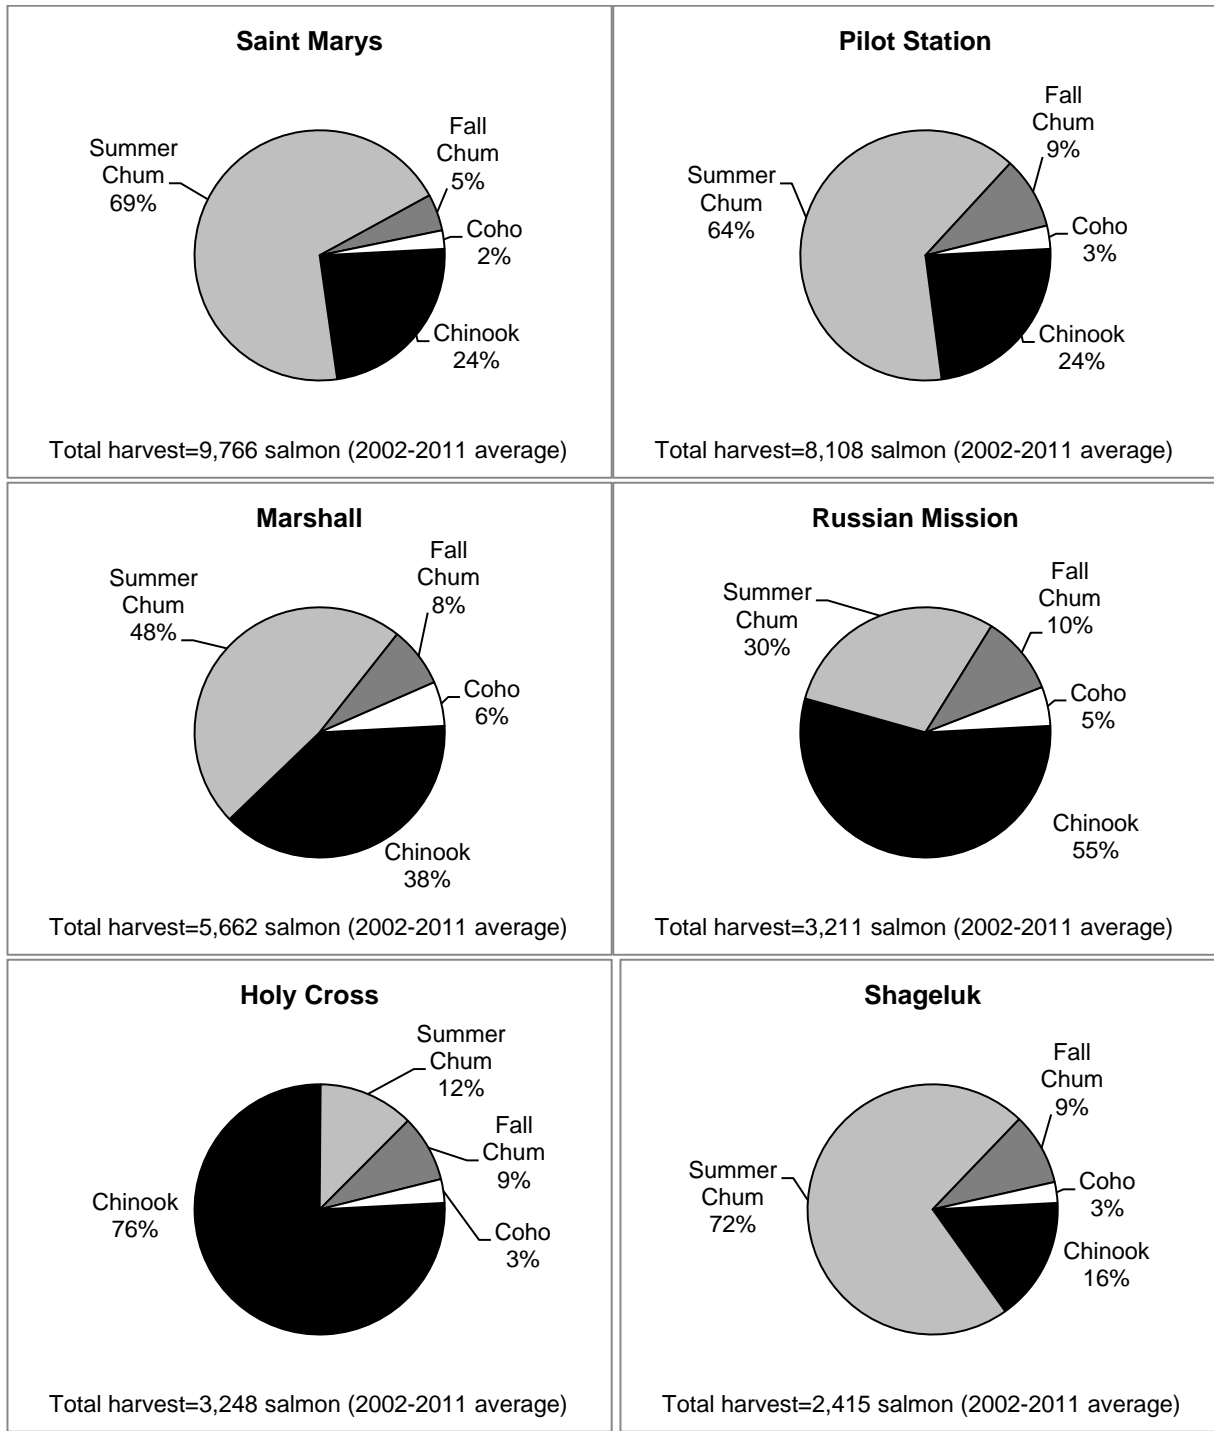 Saint Marys
Summer
Chum
69%
Fall
Chum
5%
Coho
2%
Chinook
24%
Total harvest=9,766 salmon (2002-2011 average)
Pilot Station
Summer
Chum
64%
Fall
Chum
9%
Coho
3%
Chinook
24%
Total harvest=8,108 salmon (2002-2011 average)
Marshall
Summer
Chum
48%
Fall
Chum
8%
Coho
6%
Chinook
38%
Total harvest=5,662 salmon (2002-2011 average)
Russian Mission
Summer
Chum
30%
Fall
Chum
10%
Coho
5%
Chinook
55%
Total harvest=3,211 salmon (2002-2011 average)
Holy Cross
Summer
Chum
12%
Fall
Chum
9%
Chinook
76%
Coho
3%
Total harvest=3,248 salmon (2002-2011 average)
Shageluk
Fall
Chum
9%
Summer
Chum
72%
Coho
3%
Chinook
16%
Total harvest=2,415 salmon (2002-2011 average)